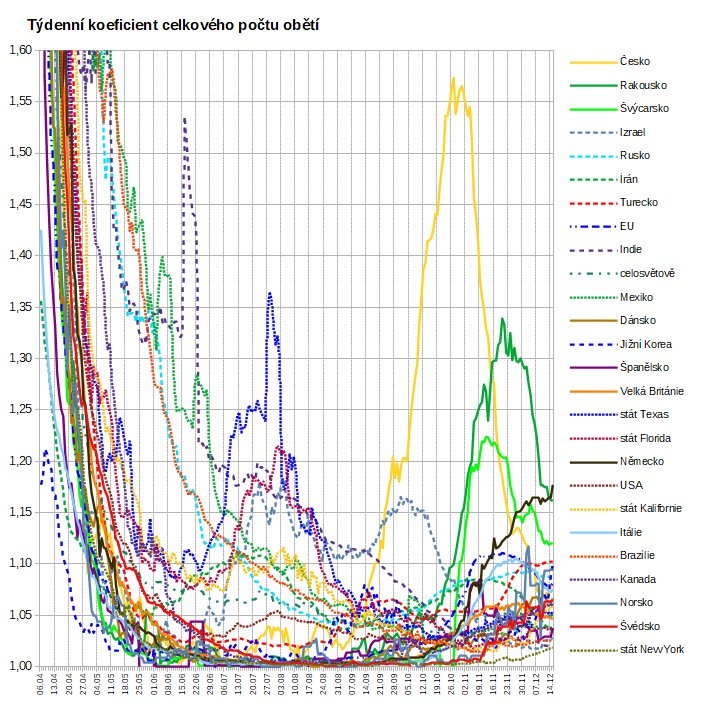 Týdenní koeficient celkového počtu obětí
1,60
1,55
1,50
1,45
1,40
1,35
1,30
1,25
1,20
1,15
1,10
1,05
1,00
06.04
13.04
20.04
27.04
04.05
11.05
18.05
25.05
01.06
08.06
15.06
22.06
29.06
06.07
13.07
20.07
27.07
03.08
10.08
17.08
24.08
31.08
07.09
14.09
21.09
28.09
05.10
12.10
19.10
26.10
02.11
09.11
16.11
23.11
30.11
07.12
14.12
Česko
Rakousko
Švýcarsko
Izrael
Rusko
Írán
Turecko
EU
Indie
celosvětově
Mexiko
Dánsko
Jižní Korea
Španělsko
Velká Británie
stát Texas
stát Florida
Německo
USA
stát Kalifornie
Itálie
Brazílie
Kanada
Norsko
Švédsko
stát NewYork